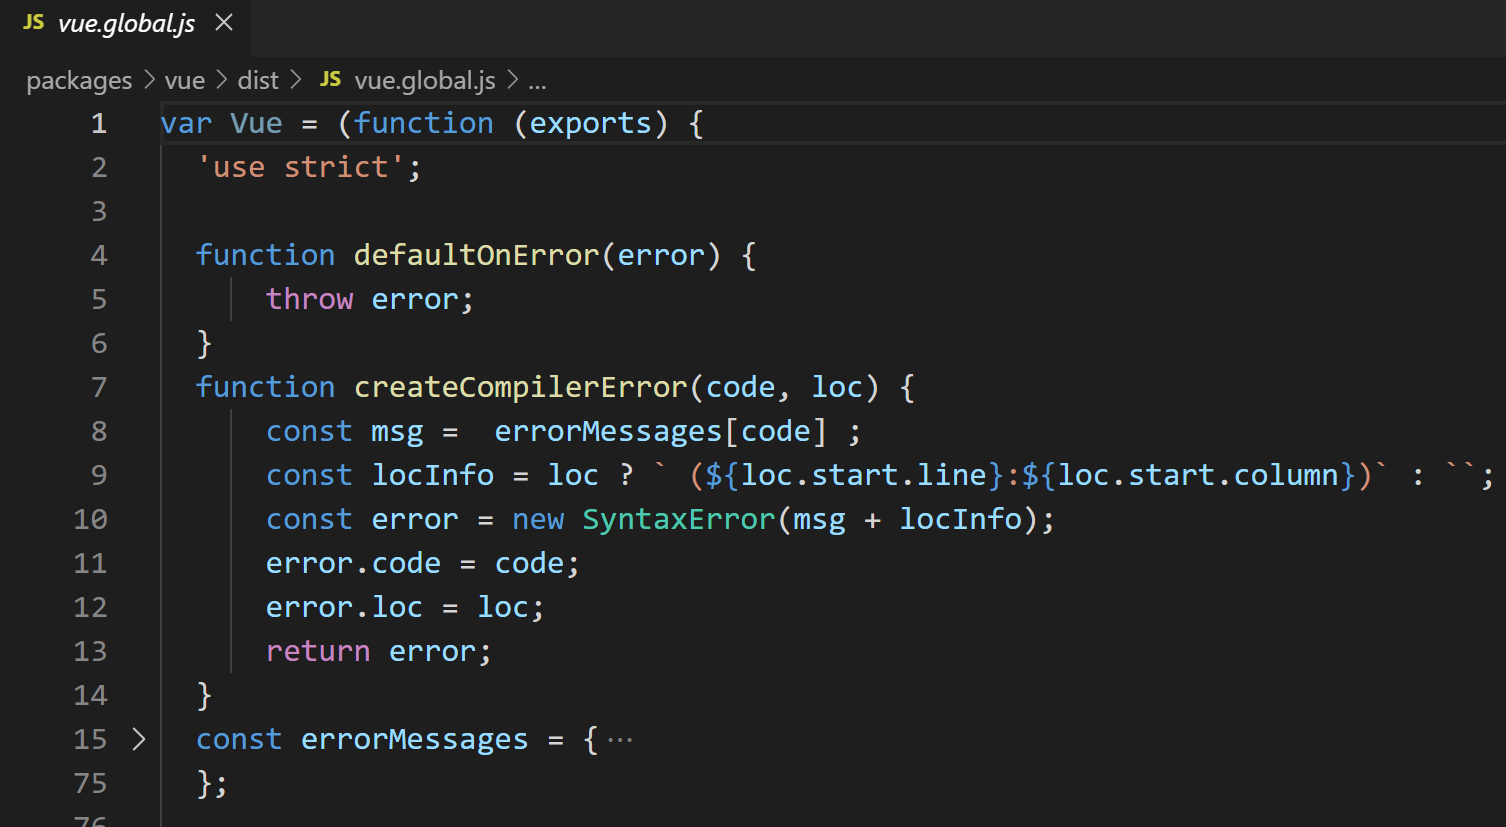 JS vue.global.js ×
packages > vue > dist > JS vue.global.js > ...
1 var Vue = (function (exports) {
2 'use strict';
3
4 function defaultOnError(error) {
5 throw error;
6 }
7 function createCompilerError(code, loc) {
8 const msg =  errorMessages[code] ;
9 const locInfo = loc ? ` (${loc.start.line}:${loc.start.column})` : ``;
10 const error = new SyntaxError(msg + locInfo);
11 error.code = code;
12 error.loc = loc;
13 return error;
14 }
15 > const errorMessages = { ···
75 };
76